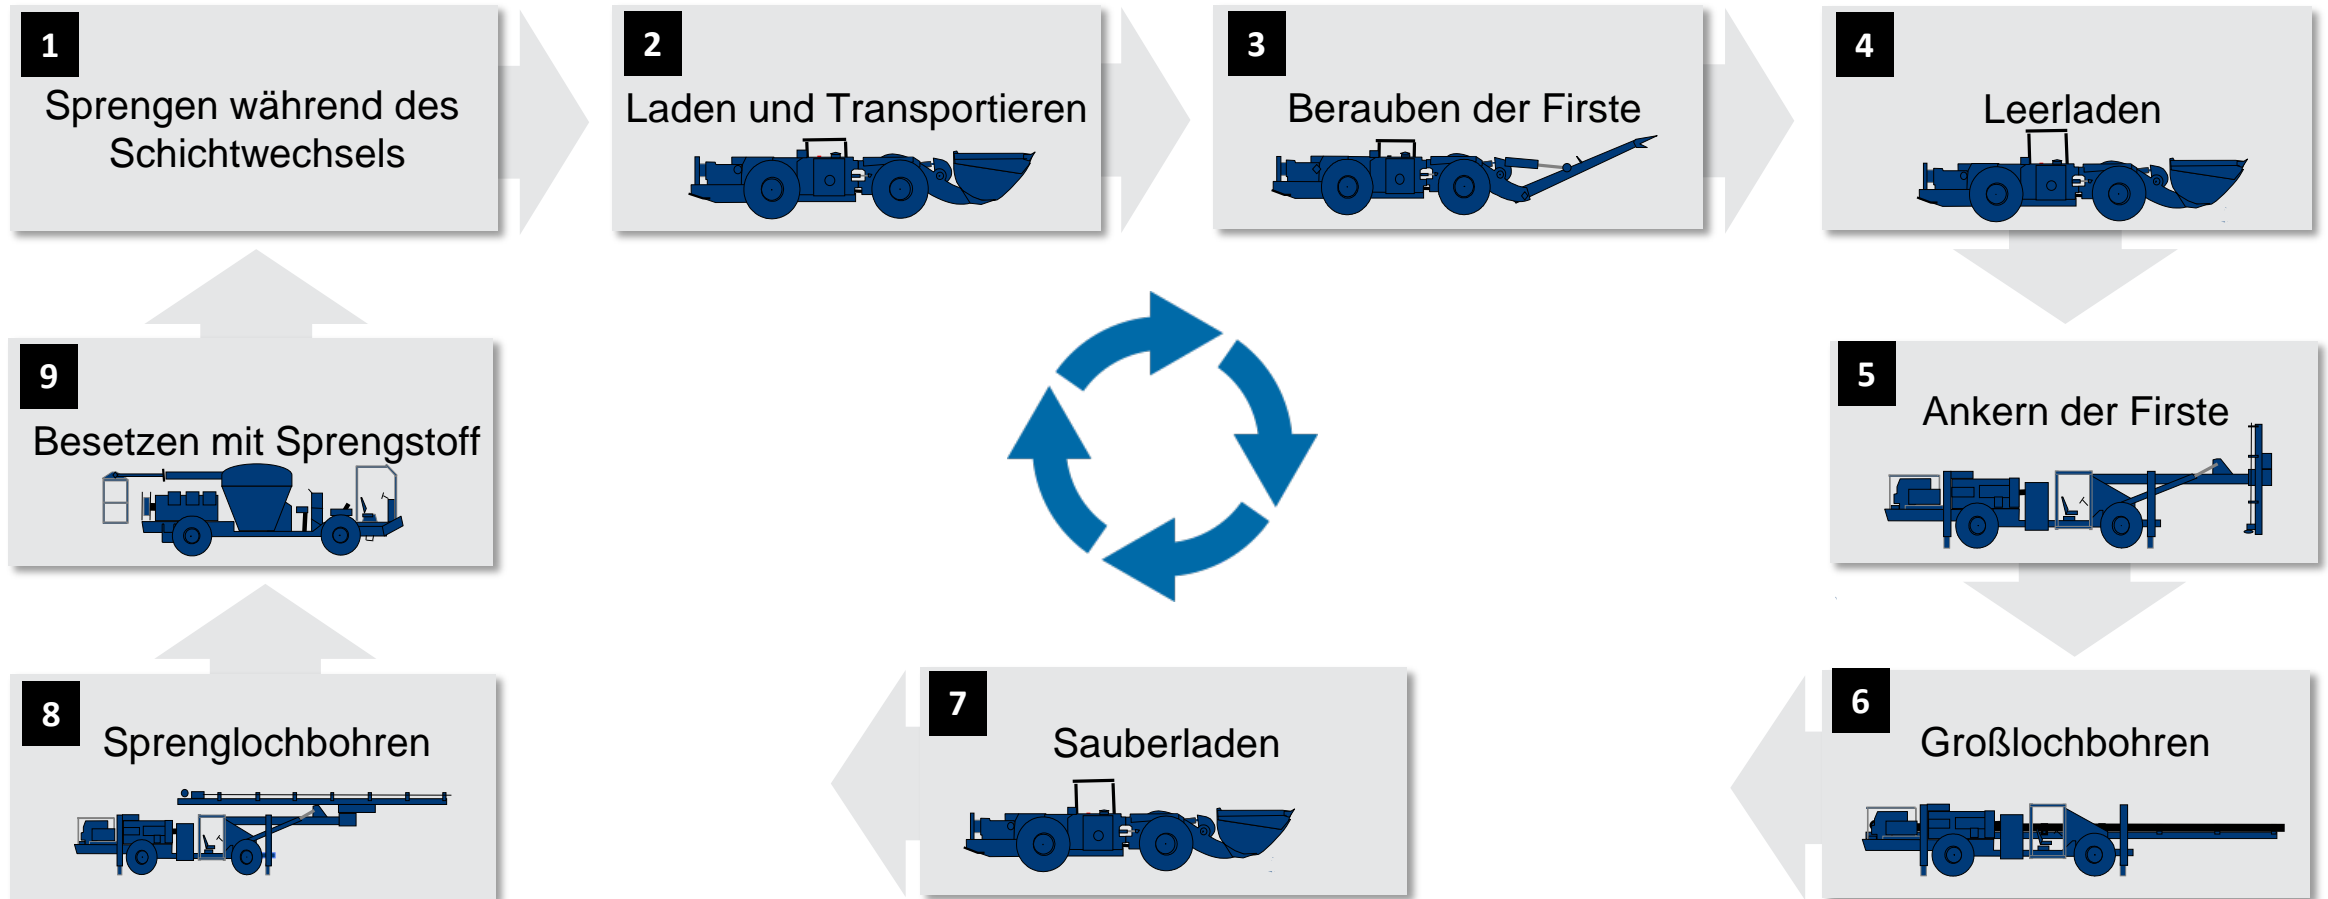 1
Sprengen während des
Schichtwechsels
2
Laden und Transportieren
3
Berauben der Firste
4
Leerladen
5
Ankern der Firste
6
Großlochbohren
7
Sauberladen
8
Sprenglochbohren
9
Besetzen mit Sprengstoff